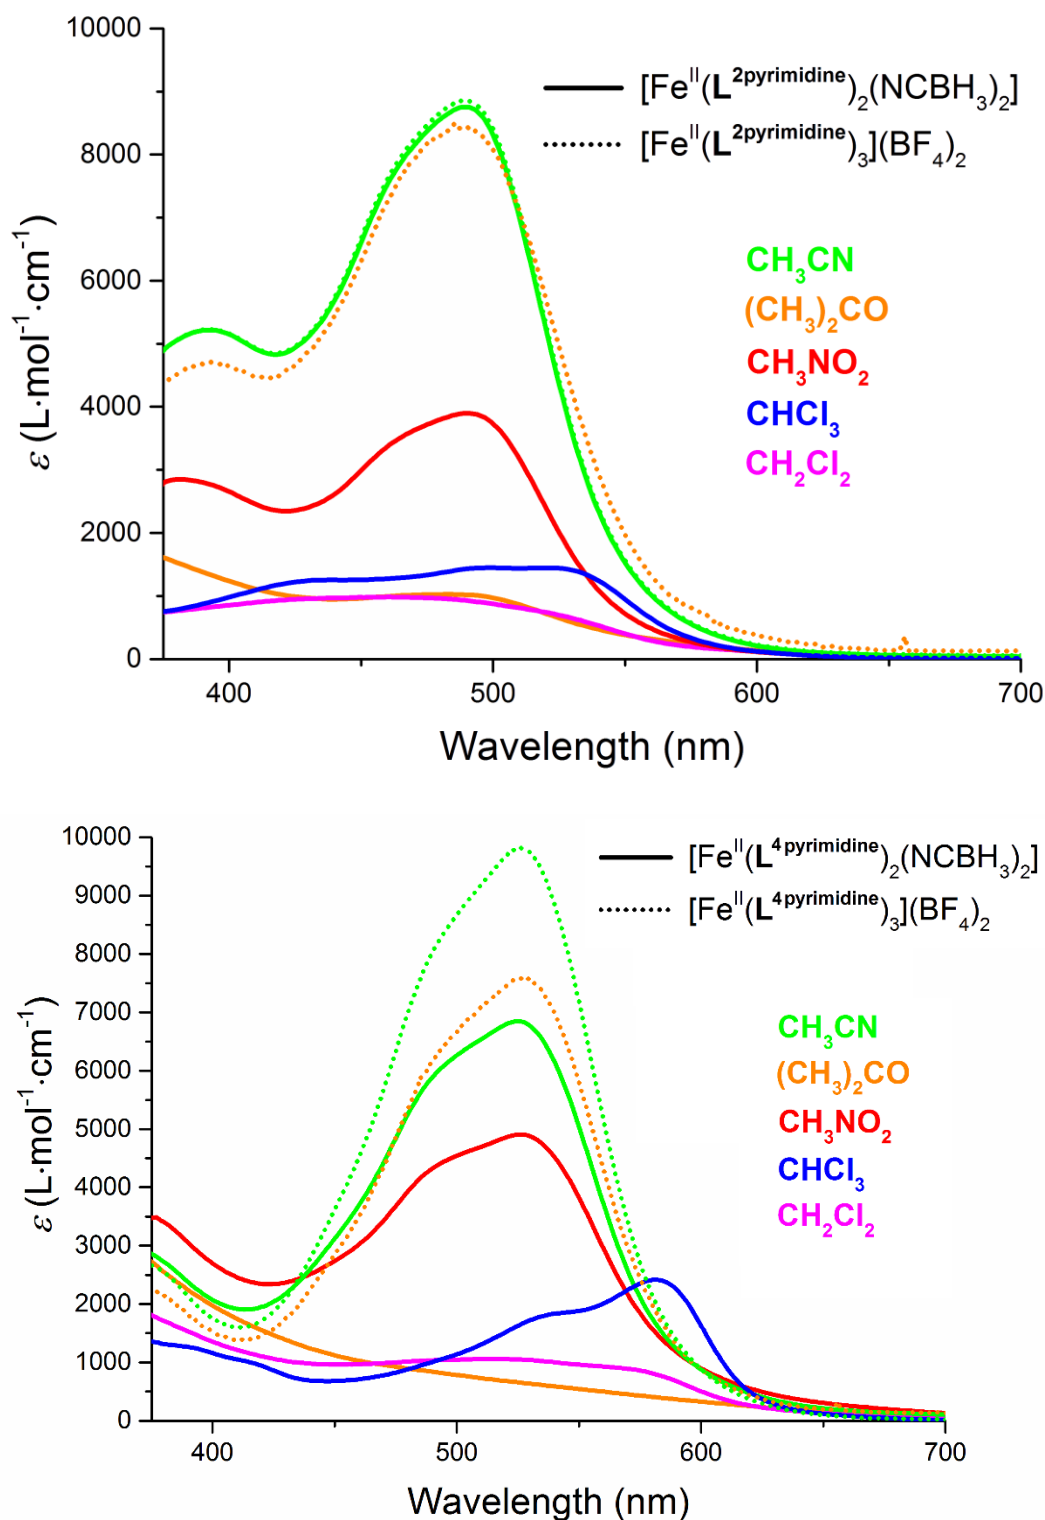 10000
8000
6000
4000
2000
0
ε (L·mol⁻¹·cm⁻¹)
[Feᴵᴵ(L²ᵖʸʳⁱᵐⁱᵈⁱⁿᵉ)₂(NCBH₃)₂]
[Feᴵᴵ(L²ᵖʸʳⁱᵐⁱᵈⁱⁿᵉ)₃](BF₄)₂
CH₃CN
(CH₃)₂CO
CH₃NO₂
CHCl₃
CH₂Cl₂
400 500 600 700
Wavelength (nm)
10000
9000
8000
7000
6000
5000
4000
3000
2000
1000
0
ε (L·mol⁻¹·cm⁻¹)
[Feᴵᴵ(L⁴ᵖʸʳⁱᵐⁱᵈⁱⁿᵉ)₂(NCBH₃)₂]
[Feᴵᴵ(L⁴ᵖʸʳⁱᵐⁱᵈⁱⁿᵉ)₃](BF₄)₂
CH₃CN
(CH₃)₂CO
CH₃NO₂
CHCl₃
CH₂Cl₂
400 500 600 700
Wavelength (nm)